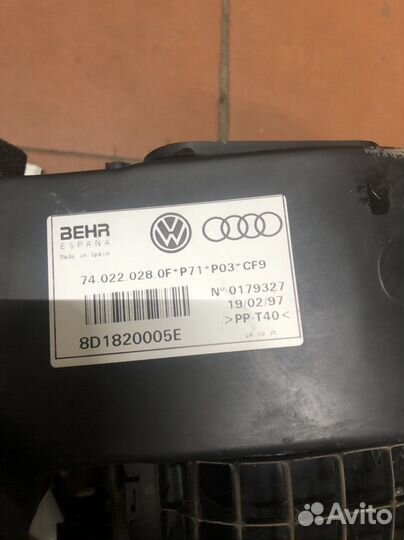 BEHR
ESPAÑA
Made in Spain
74.022.028.0F*P71*P03*CF9
Nº 0179327
19/02/97
>PP-T40<
8D1820005E
Avito